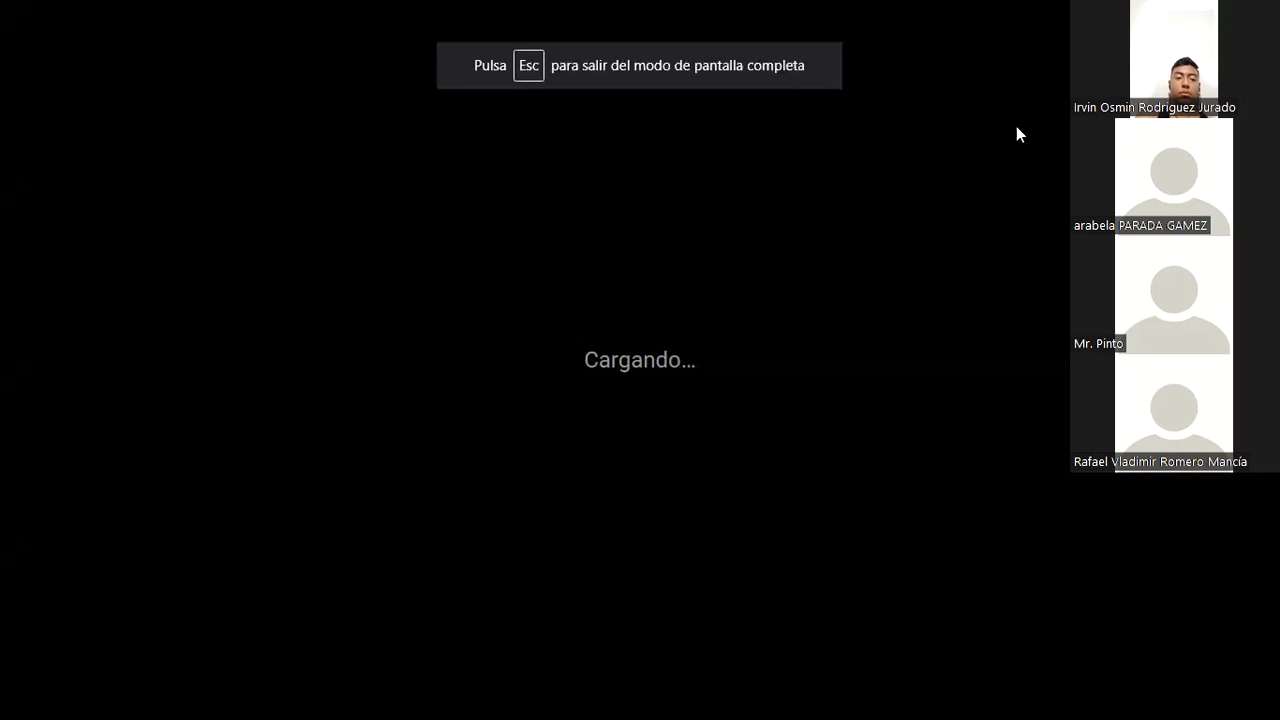 Pulsa Esc para salir del modo de pantalla completa
Irvin Osmin Rodríguez Jurado
arabela PARADA GAMEZ
Mr. Pinto
Cargando...
Rafael Vladimir Romero Mancía